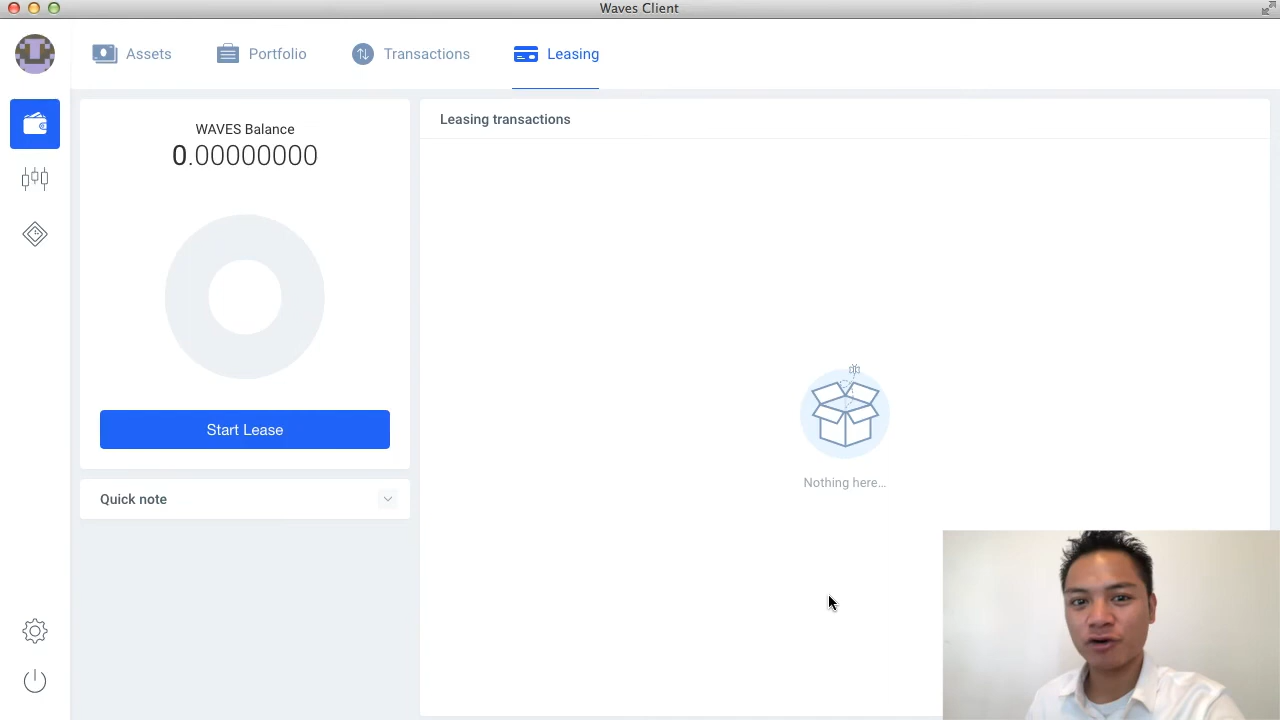 Waves Client
Assets
Portfolio
Transactions
Leasing
WAVES Balance
0.00000000
Start Lease
Quick note
Leasing transactions
Nothing here...